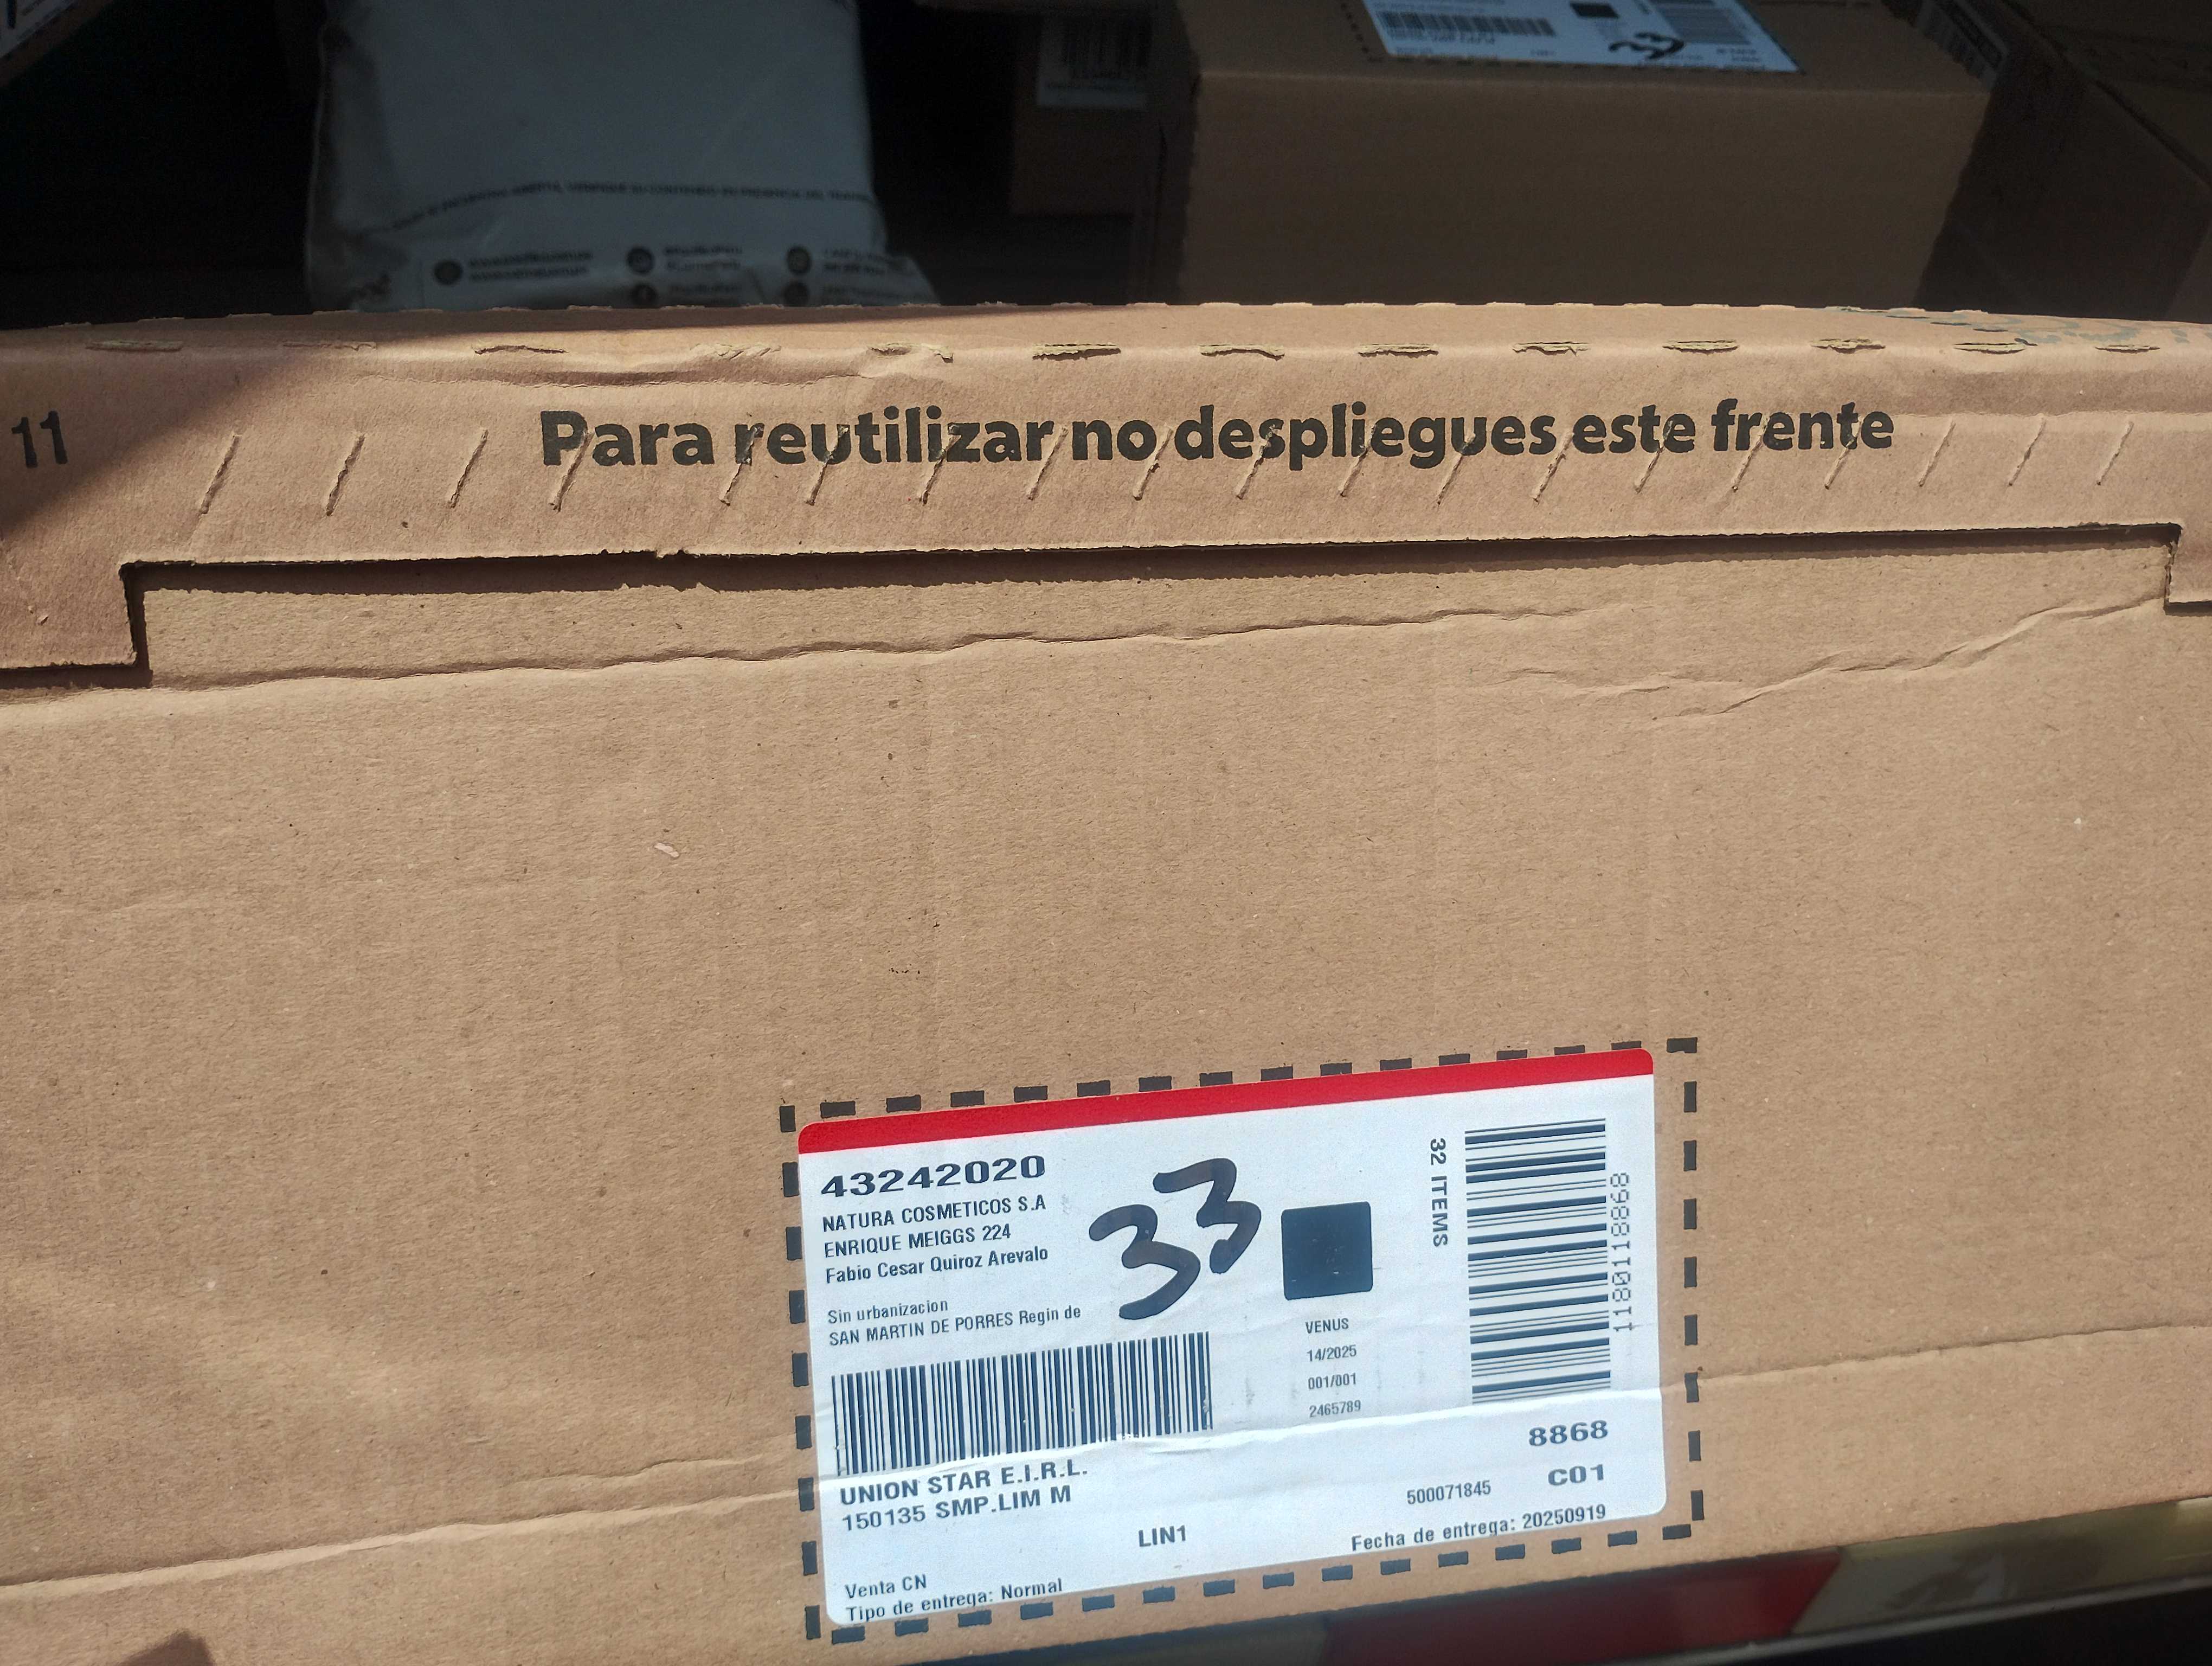 11
Para reutilizar no despliegues este frente
43242020
NATURA COSMETICOS S.A
ENRIQUE MEIGGS 224
Fabio Cesar Quiroz Arevalo
33
Sin urbanizacion
SAN MARTIN DE PORRES Regin de
VENUS
14/2025
001/001
2465789
32 ITEMS
11801118868
UNION STAR E.I.R.L.
150135 SMP.LIM M
8868
C01
500071845
LIN1
Fecha de entrega: 20250919
Venta CN
Tipo de entrega: Normal